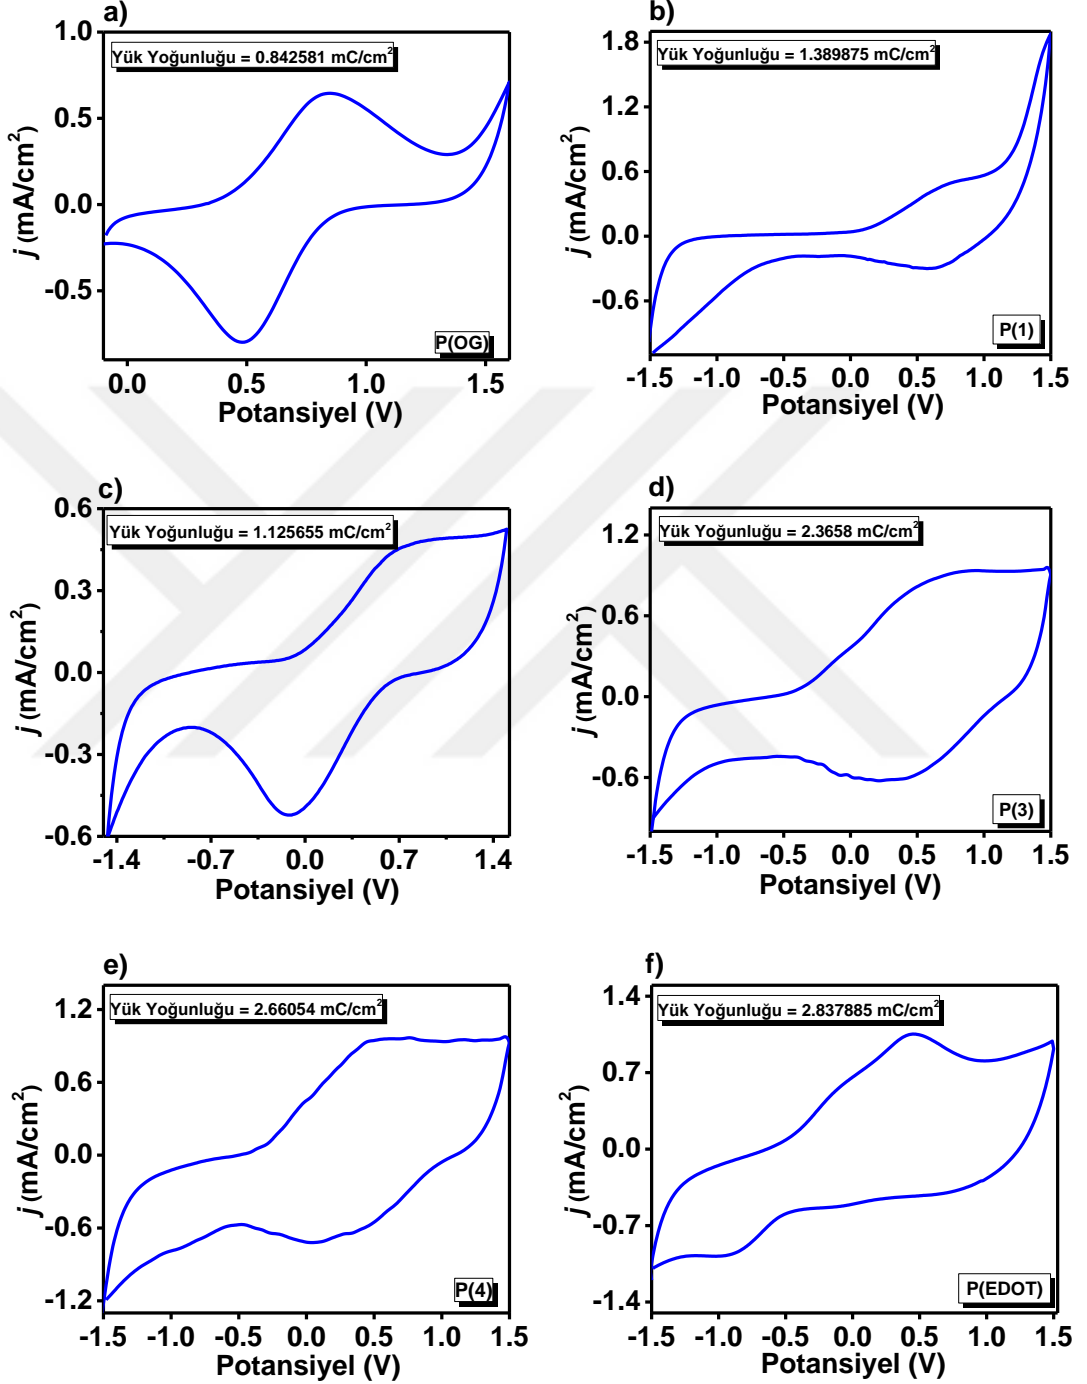 a)
Yük Yoğunluğu = 0.842581 mC/cm²
1.0
0.5
0.0
-0.5
j (mA/cm²)
P(OG)
0.0 0.5 1.0 1.5
Potansiyel (V)
b)
Yük Yoğunluğu = 1.389875 mC/cm²
1.8
1.2
0.6
0.0
-0.6
j (mA/cm²)
P(1)
-1.5 -1.0 -0.5 0.0 0.5 1.0 1.5
Potansiyel (V)
c)
Yük Yoğunluğu = 1.125655 mC/cm²
0.6
0.3
0.0
-0.3
-0.6
j (mA/cm²)
-1.4 -0.7 0.0 0.7 1.4
Potansiyel (V)
d)
Yük Yoğunluğu = 2.3658 mC/cm²
1.2
0.6
0.0
-0.6
j (mA/cm²)
P(3)
-1.5 -1.0 -0.5 0.0 0.5 1.0 1.5
Potansiyel (V)
e)
Yük Yoğunluğu = 2.66054 mC/cm²
1.2
0.6
0.0
-0.6
-1.2
j (mA/cm²)
P(4)
-1.5 -1.0 -0.5 0.0 0.5 1.0 1.5
Potansiyel (V)
f)
Yük Yoğunluğu = 2.837885 mC/cm²
1.4
0.7
0.0
-0.7
-1.4
j (mA/cm²)
P(EDOT)
-1.5 -1.0 -0.5 0.0 0.5 1.0 1.5
Potansiyel (V)